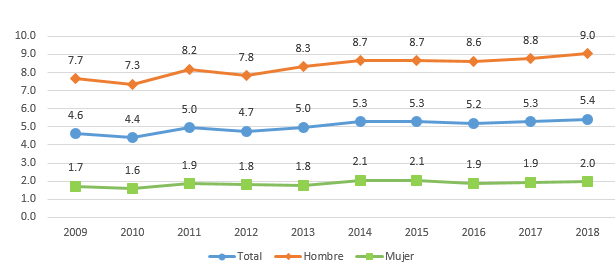 10.0
9.0
8.0
7.0
6.0
5.0
4.0
3.0
2.0
1.0
0.0
7.7 7.3 8.2 7.8 8.3 8.7 8.7 8.6 8.8 9.0
4.6 4.4 5.0 4.7 5.0 5.3 5.3 5.2 5.3 5.4
1.7 1.6 1.9 1.8 1.8 2.1 2.1 1.9 1.9 2.0
2009 2010 2011 2012 2013 2014 2015 2016 2017 2018
Total Hombre Mujer